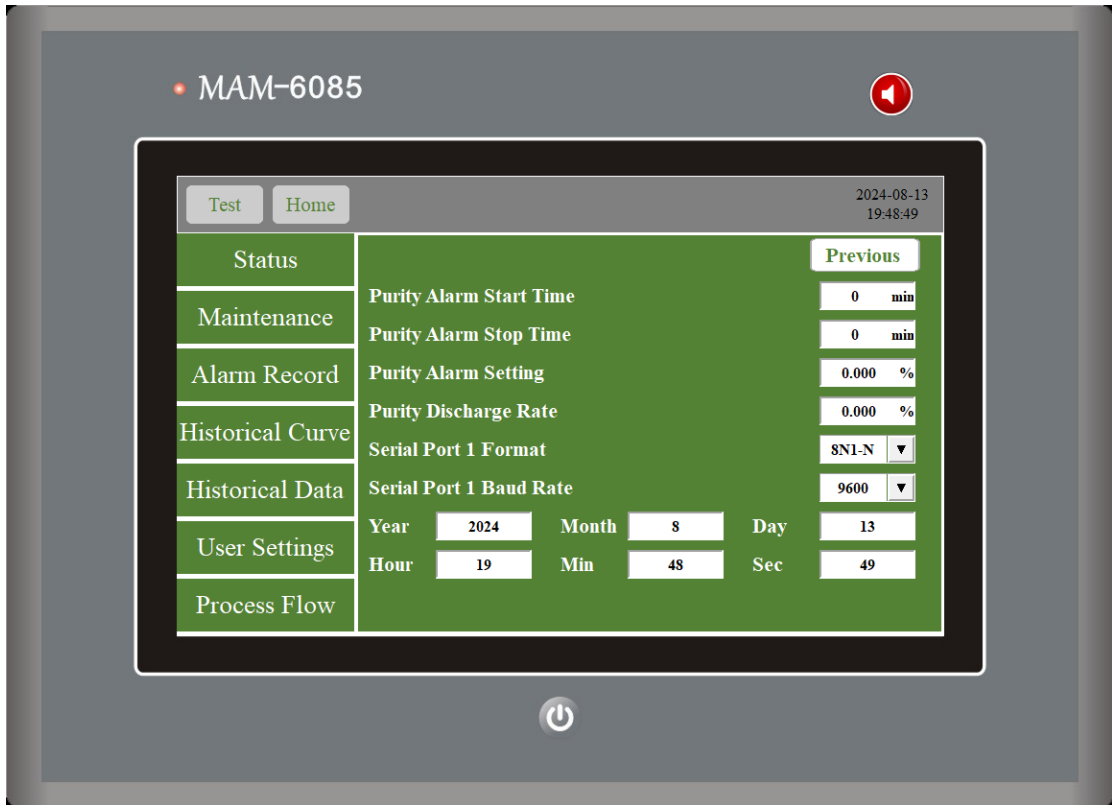 MAM-6085
Test Home 2024-08-13
19:48:49
Status
Maintenance
Alarm Record
Historical Curve
Historical Data
User Settings
Process Flow
Previous
Purity Alarm Start Time 0 min
Purity Alarm Stop Time 0 min
Purity Alarm Setting 0.000 %
Purity Discharge Rate 0.000 %
Serial Port 1 Format 8N1-N
Serial Port 1 Baud Rate 9600
Year 2024 Month 8 Day 13
Hour 19 Min 48 Sec 49